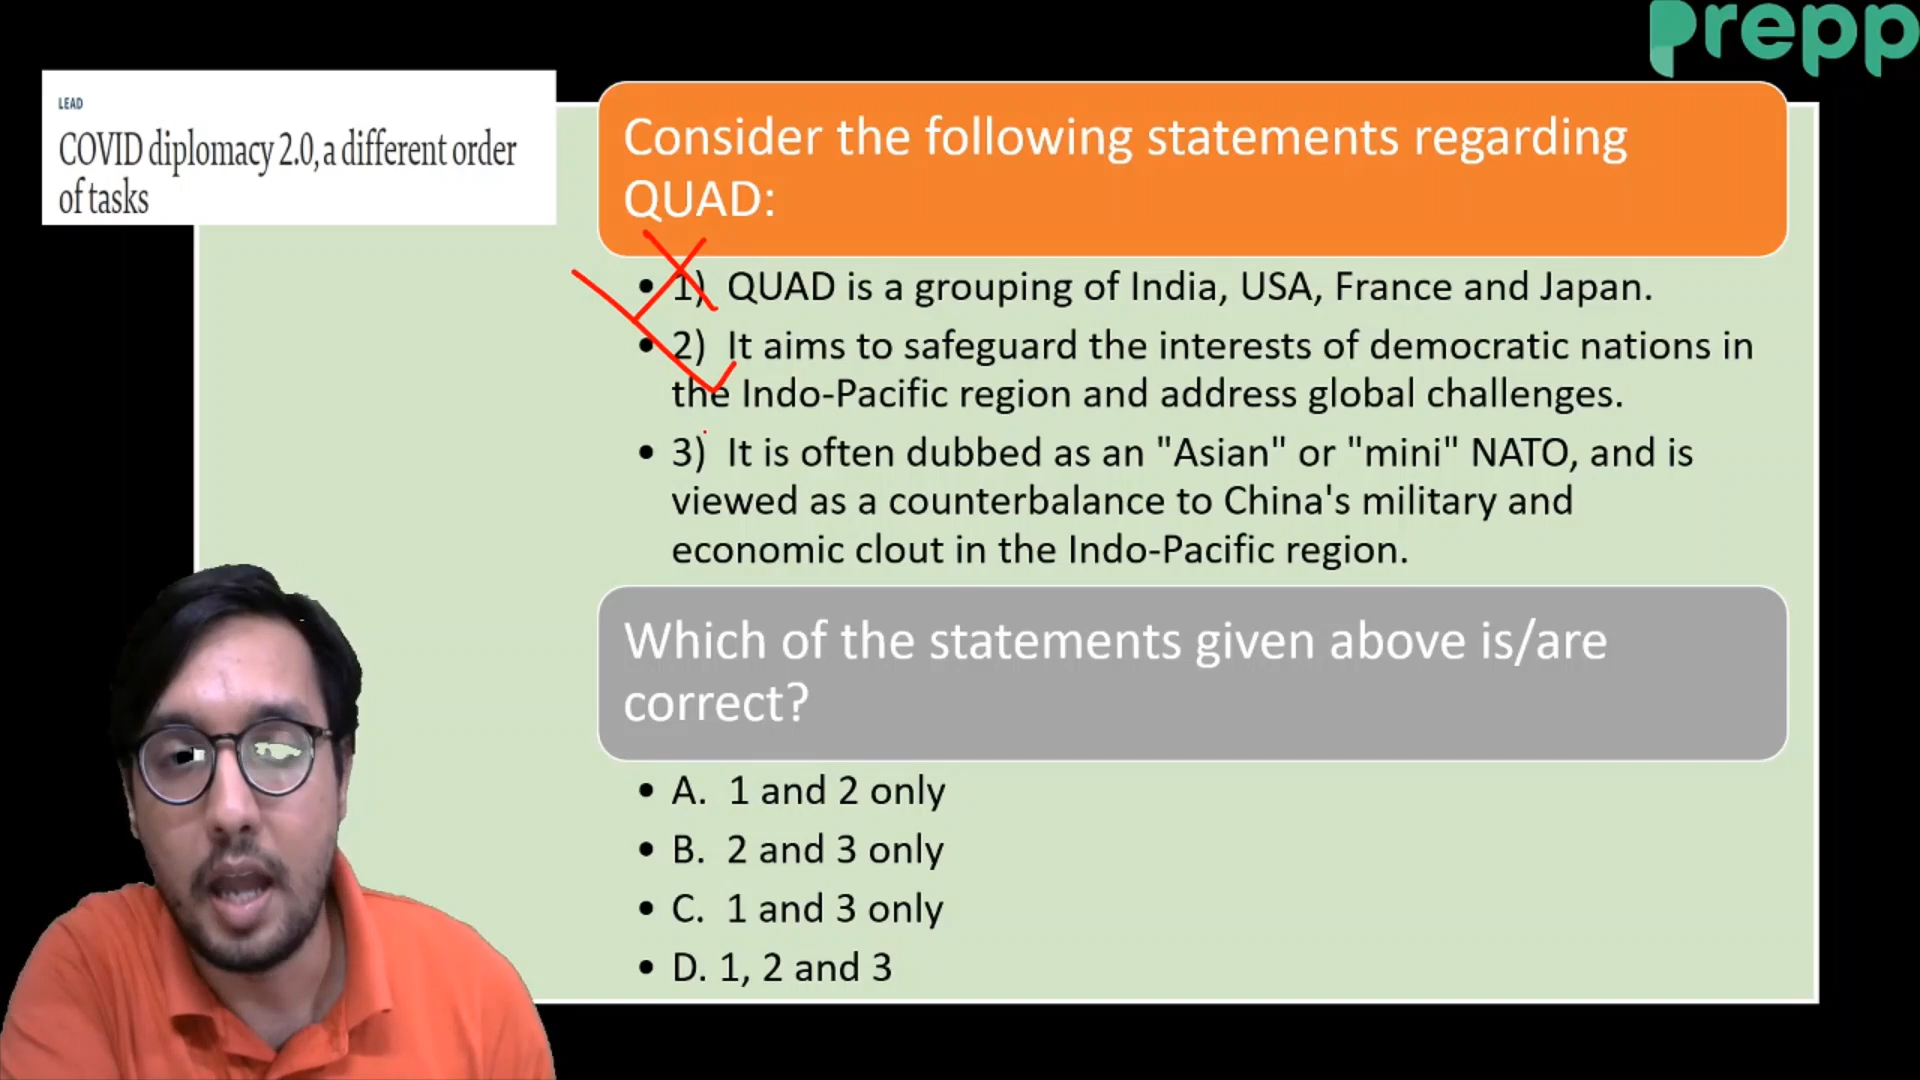 prepp
LEAD
COVID diplomacy 2.0, a different order
of tasks
Consider the following statements regarding
QUAD:
• 1) QUAD is a grouping of India, USA, France and Japan.
• 2) It aims to safeguard the interests of democratic nations in
the Indo-Pacific region and address global challenges.
• 3) It is often dubbed as an "Asian" or "mini" NATO, and is
viewed as a counterbalance to China's military and
economic clout in the Indo-Pacific region.
Which of the statements given above is/are
correct?
• A. 1 and 2 only
• B. 2 and 3 only
• C. 1 and 3 only
• D. 1, 2 and 3